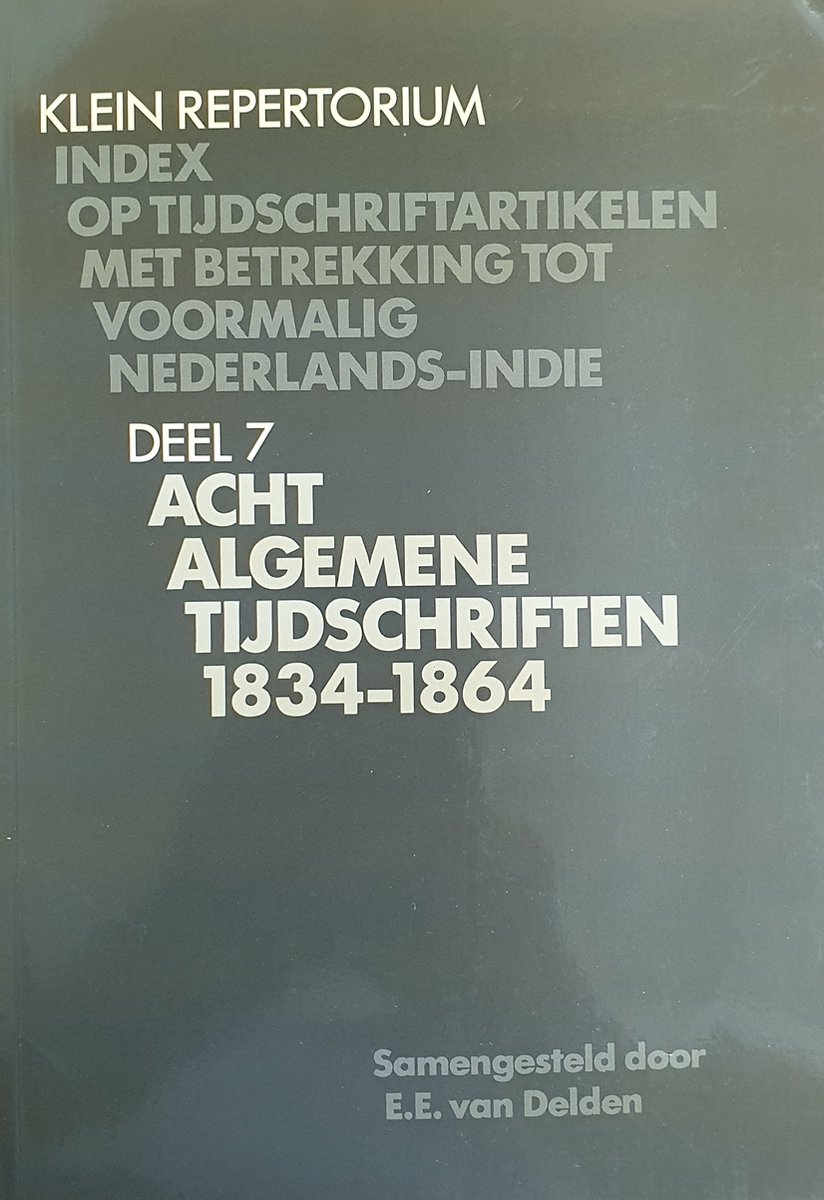 KLEIN REPERTORIUM
INDEX
OP TIJDSCHRIFTARTIKELEN
MET BETREKKING TOT
VOORMALIG
NEDERLANDS-INDIE
DEEL 7
ACHT
ALGEMENE
TIJDSCHRIFTEN
1834-1864
Samengesteld door
E.E. van Delden